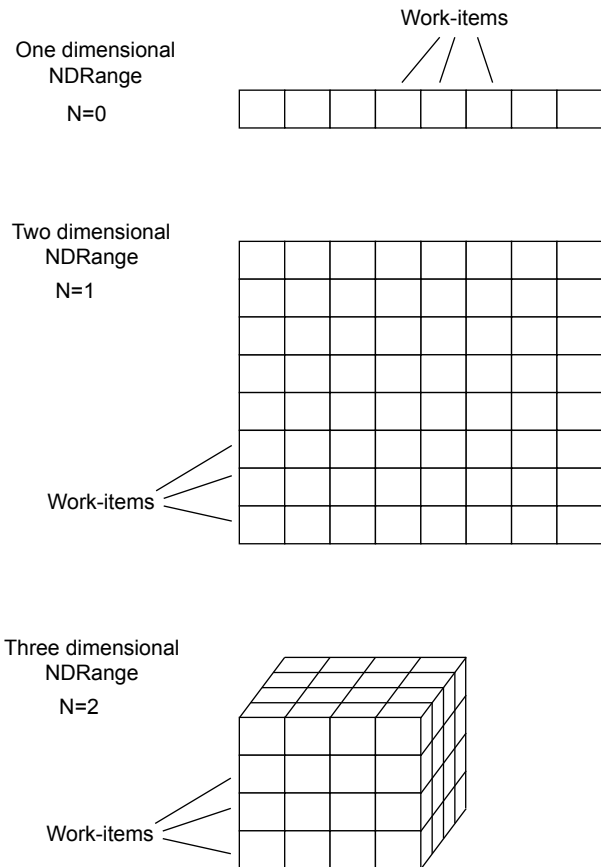 Work-items
One dimensional
NDRange
N=0
Two dimensional
NDRange
N=1
Work-items
Three dimensional
NDRange
N=2
Work-items